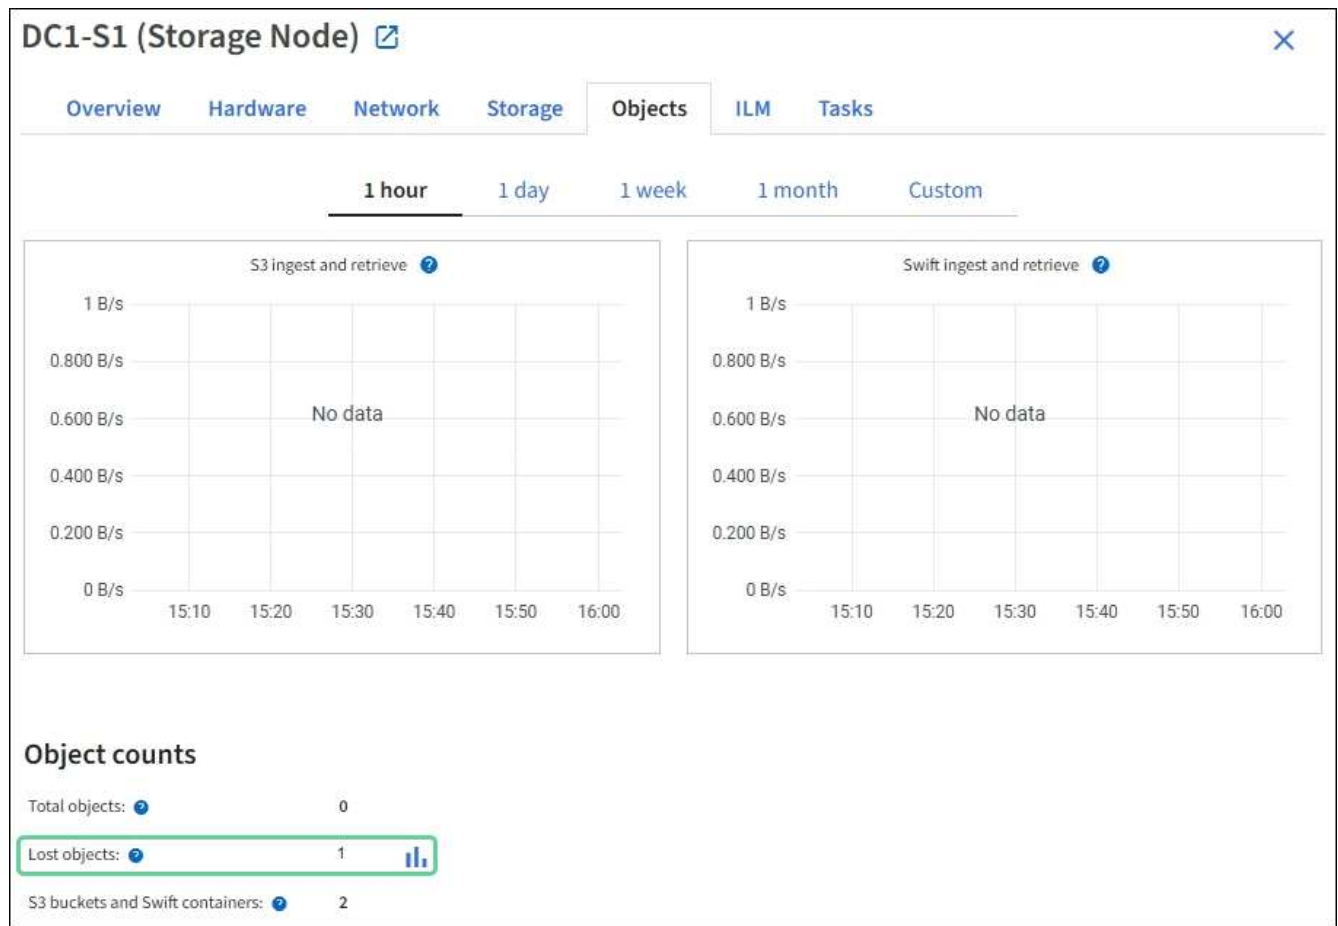 DC1-S1 (Storage Node)
Overview Hardware Network Storage Objects ILM Tasks
1 hour 1 day 1 week 1 month Custom
S3 ingest and retrieve
1 B/s
0.800 B/s
0.600 B/s
0.400 B/s
0.200 B/s
0 B/s
No data
15:10 15:20 15:30 15:40 15:50 16:00
Swift ingest and retrieve
1 B/s
0.800 B/s
0.600 B/s
0.400 B/s
0.200 B/s
0 B/s
No data
15:10 15:20 15:30 15:40 15:50 16:00
Object counts
Total objects: 0
Lost objects: 1
S3 buckets and Swift containers: 2